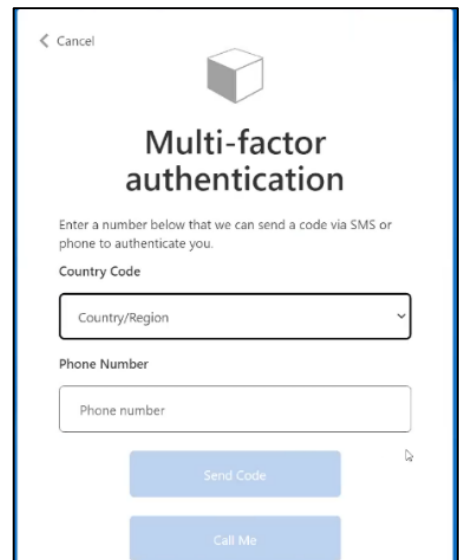 Cancel
Multi-factor
authentication
Enter a number below that we can send a code via SMS or
phone to authenticate you.
Country Code
Country/Region
Phone Number
Phone number
Send Code
Call Me